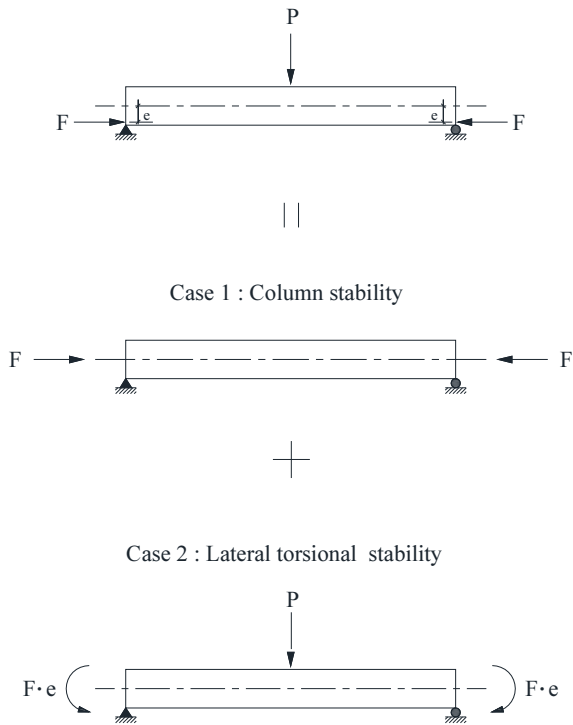 P
F e e F
Case 1 : Column stability
F F
Case 2 : Lateral torsional stability
P
F·e F·e